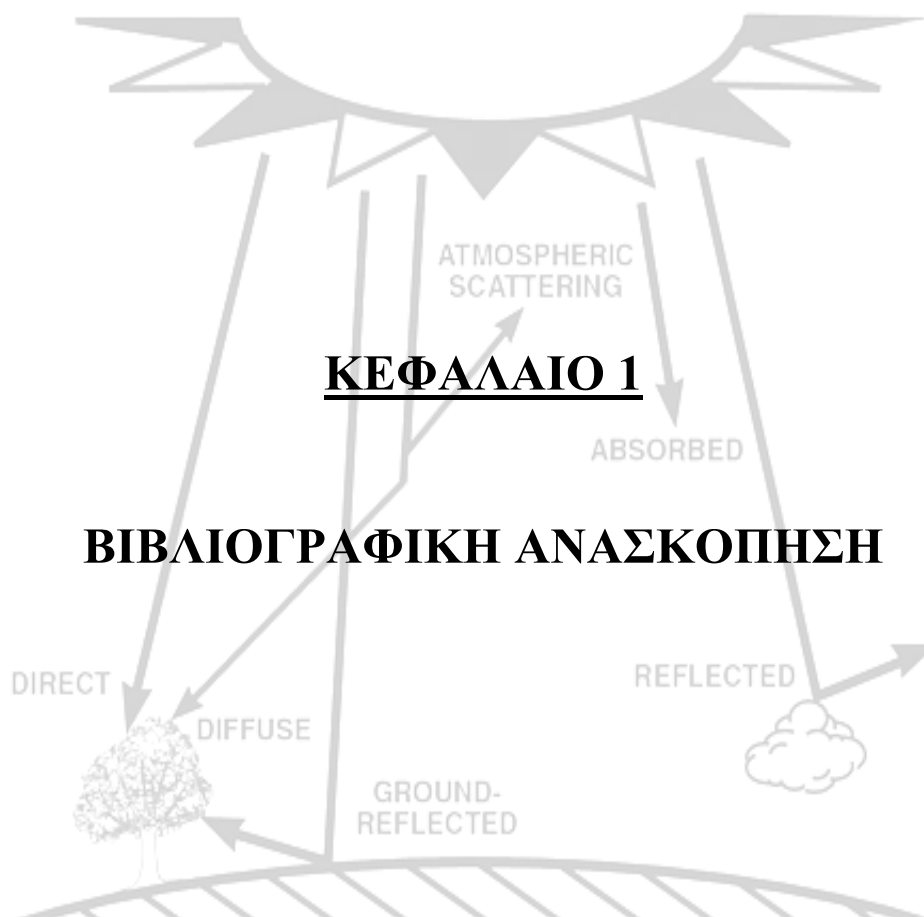 ATMOSPHERIC
SCATTERING
ΚΕΦΑΛΑΙΟ 1
ABSORBED
ΒΙΒΛΙΟΓΡΑΦΙΚΗ ΑΝΑΣΚΟΠΗΣΗ
DIRECT
REFLECTED
DIFFUSE
GROUND-
REFLECTED